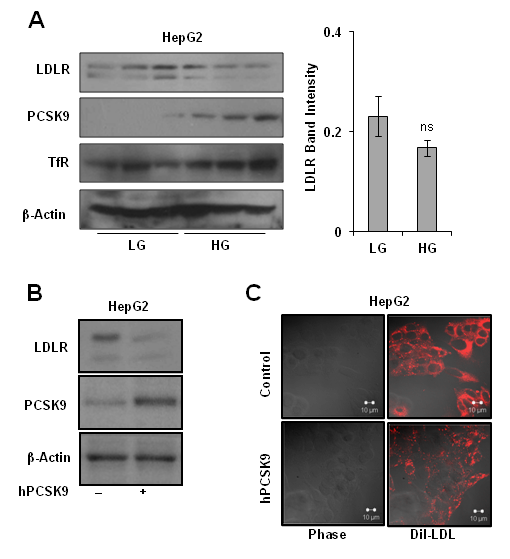 A
HepG2
LDLR
PCSK9
TfR
β-Actin
LG HG
0.4
0.2
0
LDLR Band Intensity
ns
LG HG
B
HepG2
LDLR
PCSK9
β-Actin
hPCSK9 – +
C
HepG2
Control
10 µm 10 µm
hPCSK9
10 µm 10 µm
Phase DiI-LDL